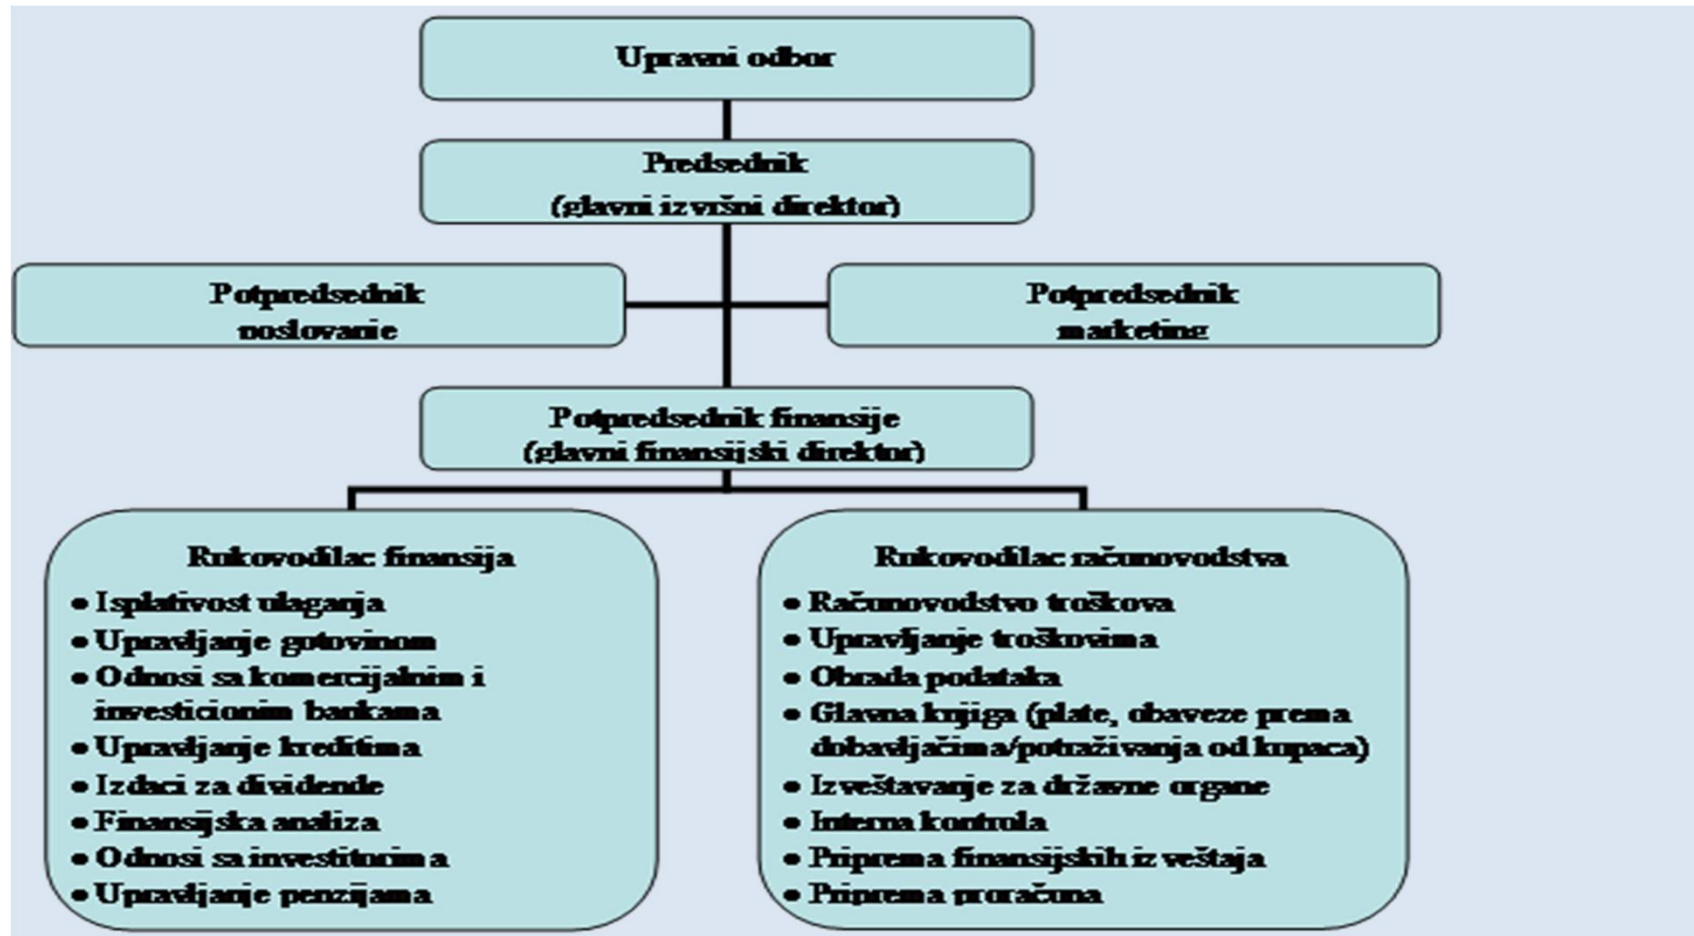 Upravni odbor
Predsednik
(glavni izvršni direktor)
Potpredsednik
poslovanje
Potpredsednik
marketing
Potpredsednik finansije
(glavni finansijski direktor)
Rukovodilac finansija
• Isplativost ulaganja
• Upravljanje gotovinom
• Odnosi sa komercijalnim i
investicionim bankama
• Upravljanje kreditima
• Izdaci za dividende
• Finansijska analiza
• Odnosi sa investitorima
• Upravljanje penzijama
Rukovodilac računovodstva
• Računovodstvo troškova
• Upravljanje troškovima
• Obrada podataka
• Glavna knjiga (plate, obaveze prema
dobavljačima/potraživanja od kupaca)
• Izveštavanje za državne organe
• Interna kontrola
• Priprema finansijskih izveštaja
• Priprema proračuna